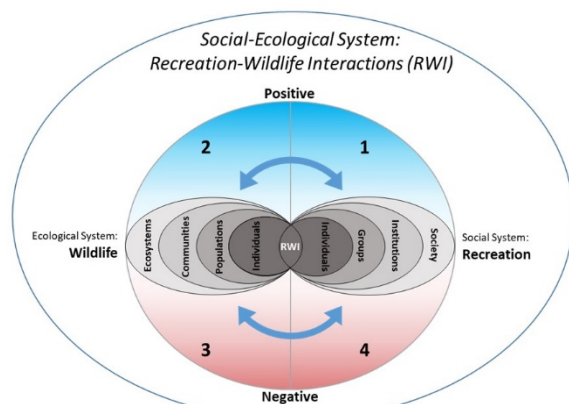 Social-Ecological System:
Recreation-Wildlife Interactions (RWI)
Positive
2
1
Ecological System:
Wildlife
Ecosystems
Communities
Populations
Individuals
RWI
Individuals
Groups
Institutions
Society
Social System:
Recreation
3
4
Negative